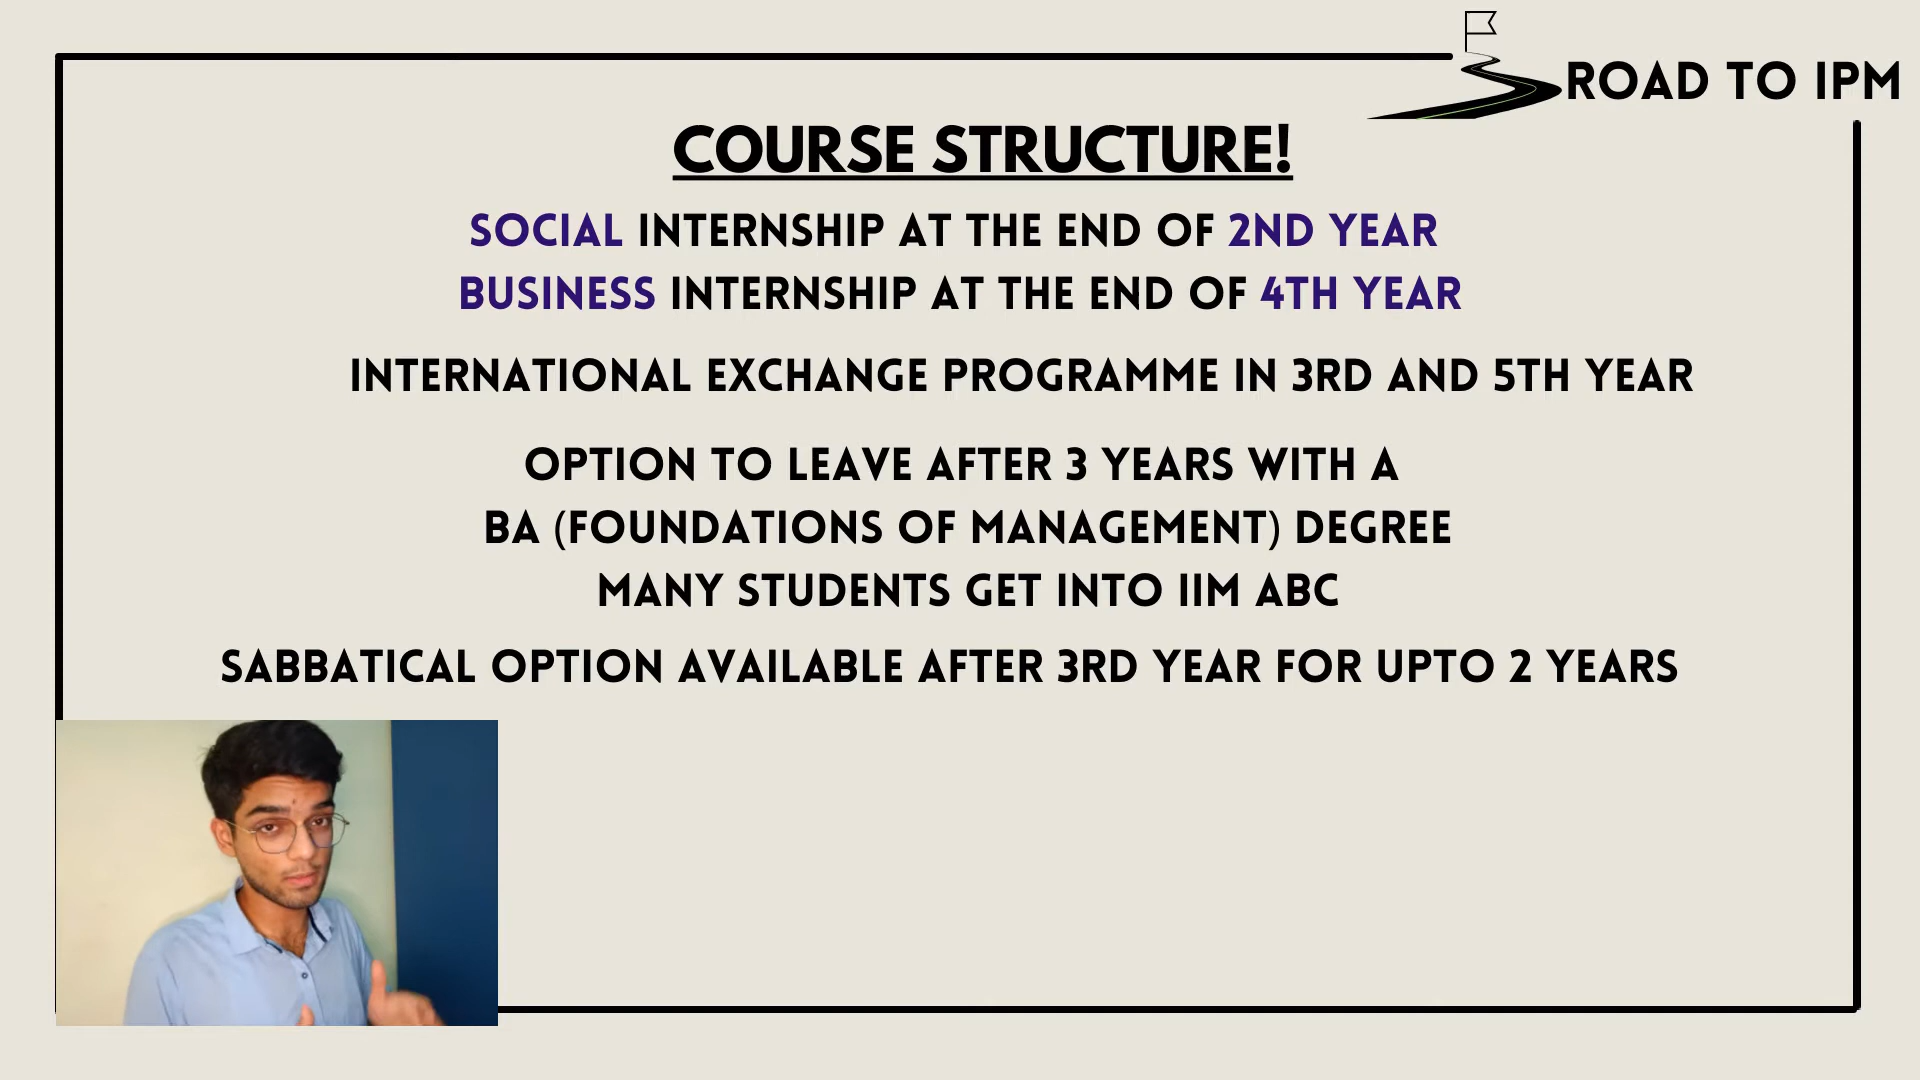 ROAD TO IPM
COURSE STRUCTURE!
SOCIAL INTERNSHIP AT THE END OF 2ND YEAR
BUSINESS INTERNSHIP AT THE END OF 4TH YEAR
INTERNATIONAL EXCHANGE PROGRAMME IN 3RD AND 5TH YEAR
OPTION TO LEAVE AFTER 3 YEARS WITH A
BA (FOUNDATIONS OF MANAGEMENT) DEGREE
MANY STUDENTS GET INTO IIM ABC
SABBATICAL OPTION AVAILABLE AFTER 3RD YEAR FOR UPTO 2 YEARS